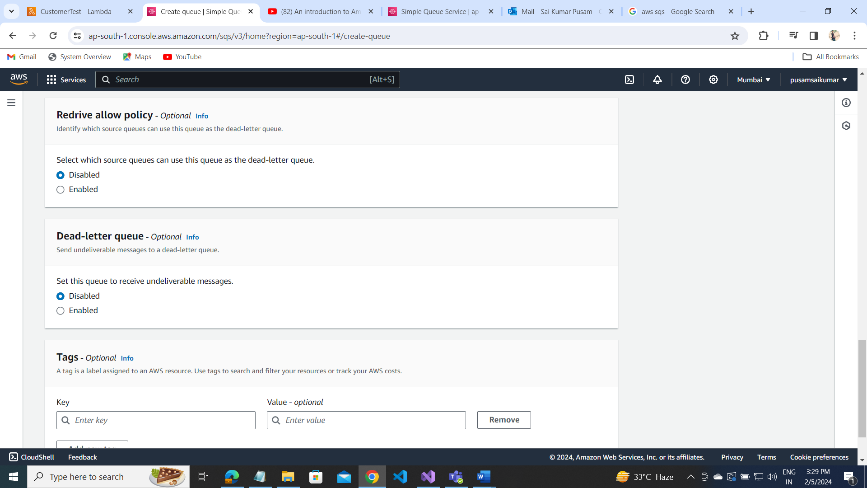 CustomerTest - Lambda
Create queue | Simple Que
(82) An Introduction to Am
Simple Queue Service | ap
Mail - Sai Kumar Pusam -
aws sqs - Google Search
ap-south-1.console.aws.amazon.com/sqs/v3/home?region=ap-south-1#/create-queue
Gmail
System Overview
Maps
YouTube
All Bookmarks
aws
Services
Search
[Alt+S]
Mumbai
pusamsaikumar
Redrive allow policy - Optional Info
Identify which source queues can use this queue as the dead-letter queue.
Select which source queues can use this queue as the dead-letter queue.
Disabled
Enabled
Dead-letter queue - Optional Info
Send undeliverable messages to a dead-letter queue.
Set this queue to receive undeliverable messages.
Disabled
Enabled
Tags - Optional Info
A tag is a label assigned to an AWS resource. Use tags to search and filter your resources or track your AWS costs.
Key
Value - optional
Enter key
Enter value
Remove
CloudShell
Feedback
© 2024, Amazon Web Services, Inc. or its affiliates.
Privacy
Terms
Cookie preferences
Type here to search
33°C Haze
ENG
IN
3:29 PM
2/5/2024